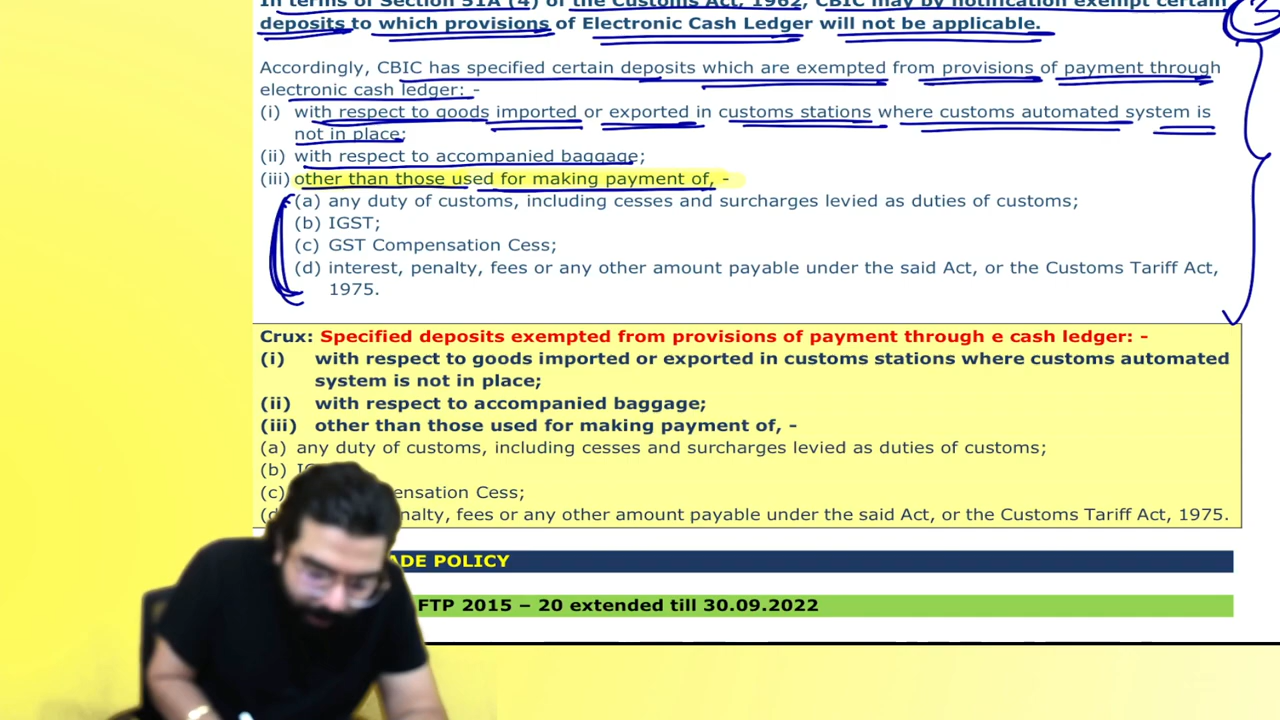 In terms of Section 51A (4) of the Customs Act, 1962, CBIC may by notification exempt certain
deposits to which provisions of Electronic Cash Ledger will not be applicable.
Accordingly, CBIC has specified certain deposits which are exempted from provisions of payment through
electronic cash ledger: -
(i) with respect to goods imported or exported in customs stations where customs automated system is
not in place;
(ii) with respect to accompanied baggage;
(iii) other than those used for making payment of, -
(a) any duty of customs, including cesses and surcharges levied as duties of customs;
(b) IGST;
(c) GST Compensation Cess;
(d) interest, penalty, fees or any other amount payable under the said Act, or the Customs Tariff Act,
1975.
Crux: Specified deposits exempted from provisions of payment through e cash ledger: -
(i) with respect to goods imported or exported in customs stations where customs automated
system is not in place;
(ii) with respect to accompanied baggage;
(iii) other than those used for making payment of, -
(a) any duty of customs, including cesses and surcharges levied as duties of customs;
(b)
(c) Cess;
fees or any other amount payable under the said Act, or the Customs Tariff Act, 1975.
POLICY
FTP 2015 – 20 extended till 30.09.2022